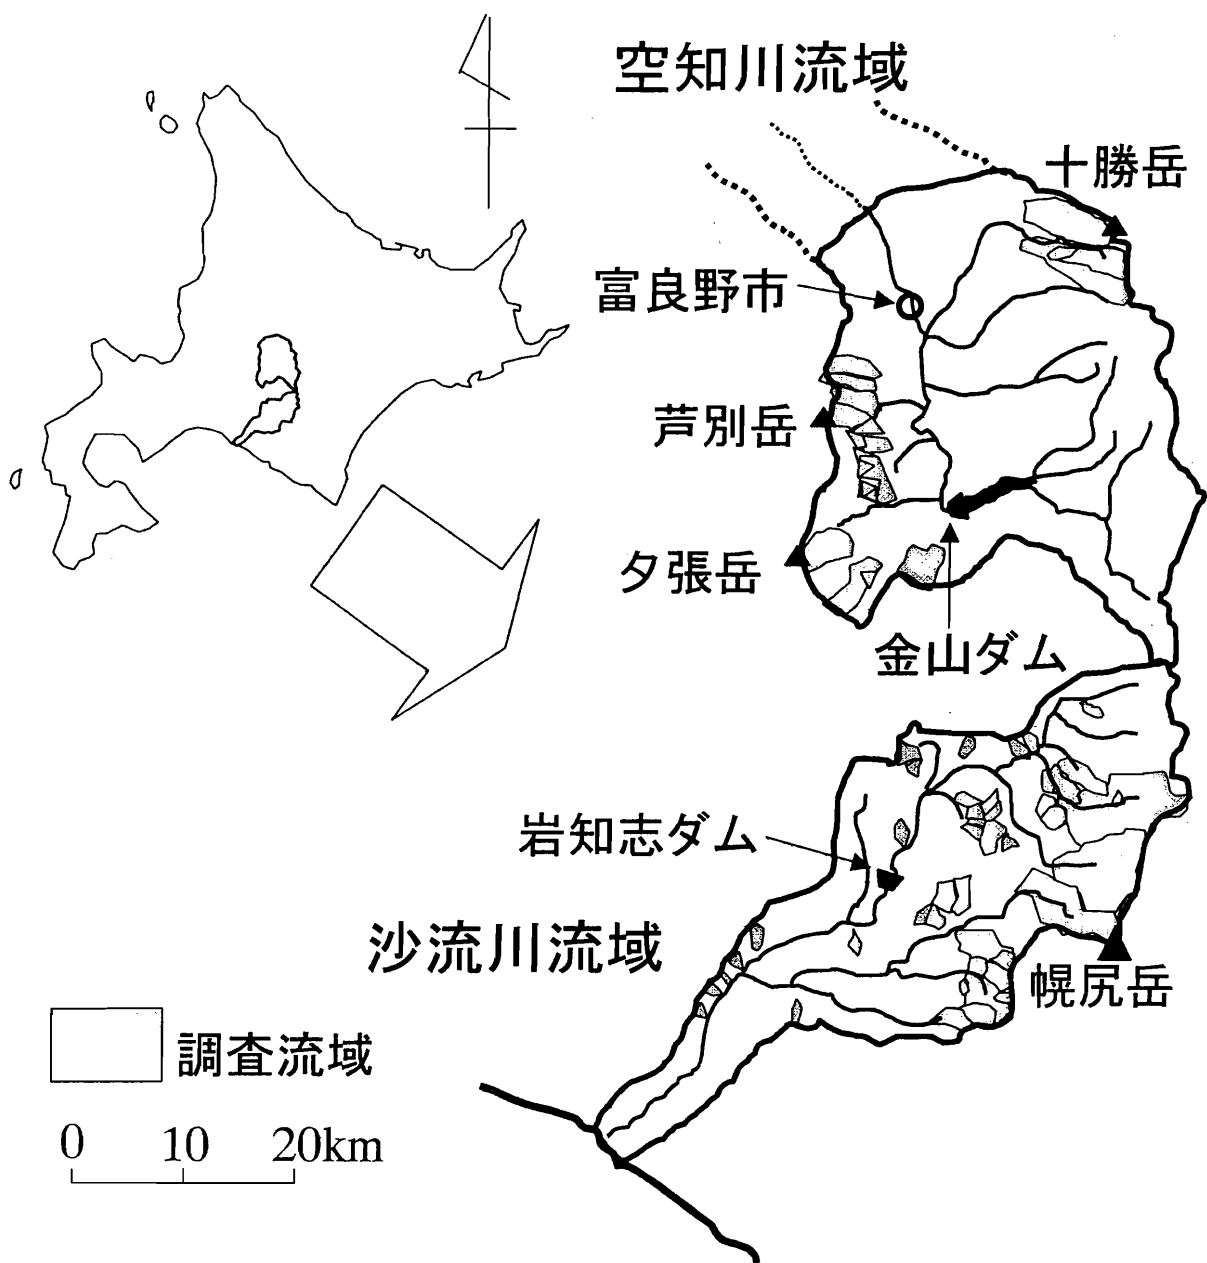 空知川流域
十勝岳
富良野市
芦別岳
夕張岳
金山ダム
岩知志ダム
沙流川流域
幌尻岳
調査流域
0 10 20km